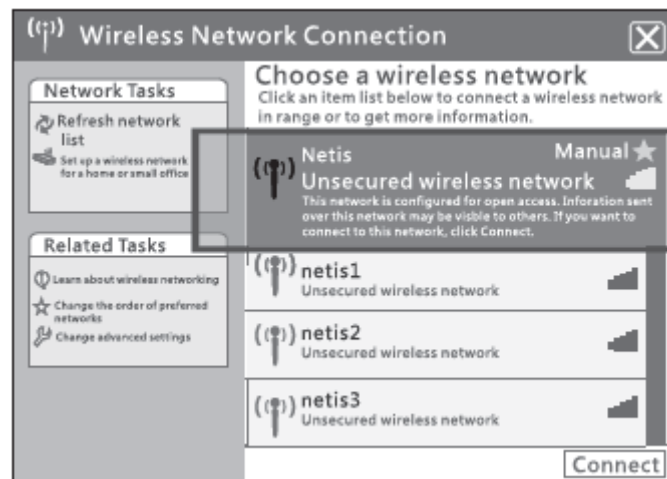 Wireless Network Connection
Network Tasks
Refresh network
list
Set up a wireless network
for a home or small office
Related Tasks
Learn about wireless networking
Change the order of preferred
networks
Change advanced settings
Choose a wireless network
Click an item list below to connect a wireless network
in range or to get more information.
Netis Manual
Unsecured wireless network
This network is configured for open access. Inforation sent
over this network may be visble to others. If you want to
connect to this network, click Connect.
netis1
Unsecured wireless network
netis2
Unsecured wireless network
netis3
Unsecured wireless network
Connect